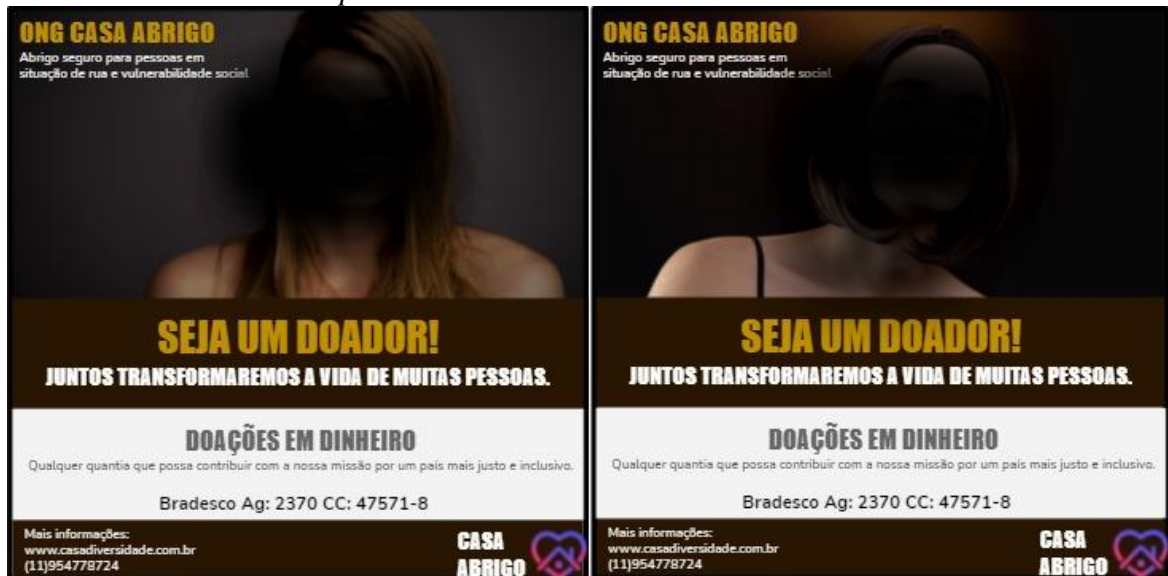 ONG CASA ABRIGO
Abrigo seguro para pessoas em
situação de rua e vulnerabilidade social
SEJA UM DOADOR!
JUNTOS TRANSFORMAREMOS A VIDA DE MUITAS PESSOAS.
DOAÇÕES EM DINHEIRO
Qualquer quantia que possa contribuir com a nossa missão por um país mais justo e inclusivo.
Bradesco Ag: 2370 CC: 47571-8
Mais informações:
www.casadiversidade.com.br
(11)954778724
CASA
ABRIGO
ONG CASA ABRIGO
Abrigo seguro para pessoas em
situação de rua e vulnerabilidade social
SEJA UM DOADOR!
JUNTOS TRANSFORMAREMOS A VIDA DE MUITAS PESSOAS.
DOAÇÕES EM DINHEIRO
Qualquer quantia que possa contribuir com a nossa missão por um país mais justo e inclusivo.
Bradesco Ag: 2370 CC: 47571-8
Mais informações:
www.casadiversidade.com.br
(11)954778724
CASA
ABRIGO